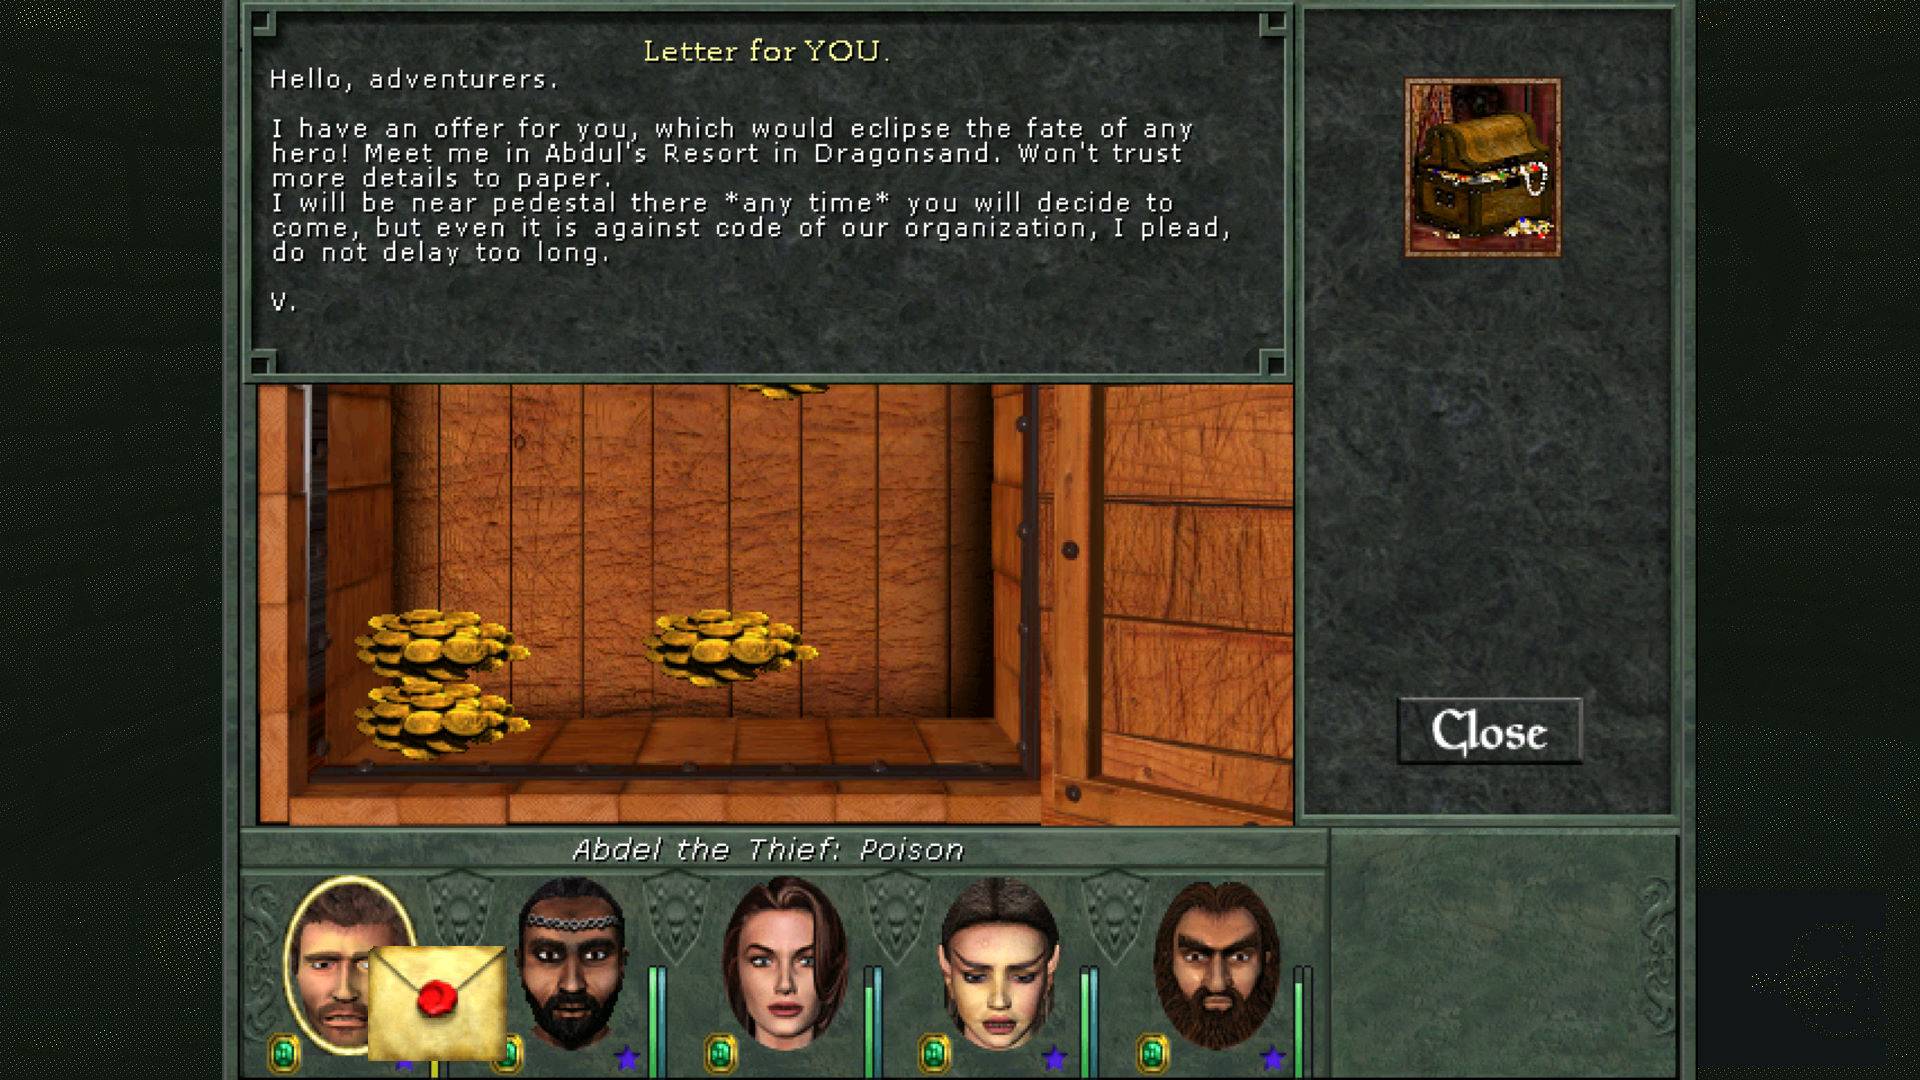 Letter for YOU.
Hello, adventurers.
I have an offer for you, which would eclipse the fate of any
hero! Meet me in Abdul's Resort in Dragonsand. Won't trust
more details to paper.
I will be near pedestal there *any time* you will decide to
come, but even it is against code of our organization, I plead,
do not delay too long.
V.
Close
Abdel the Thief: Poison